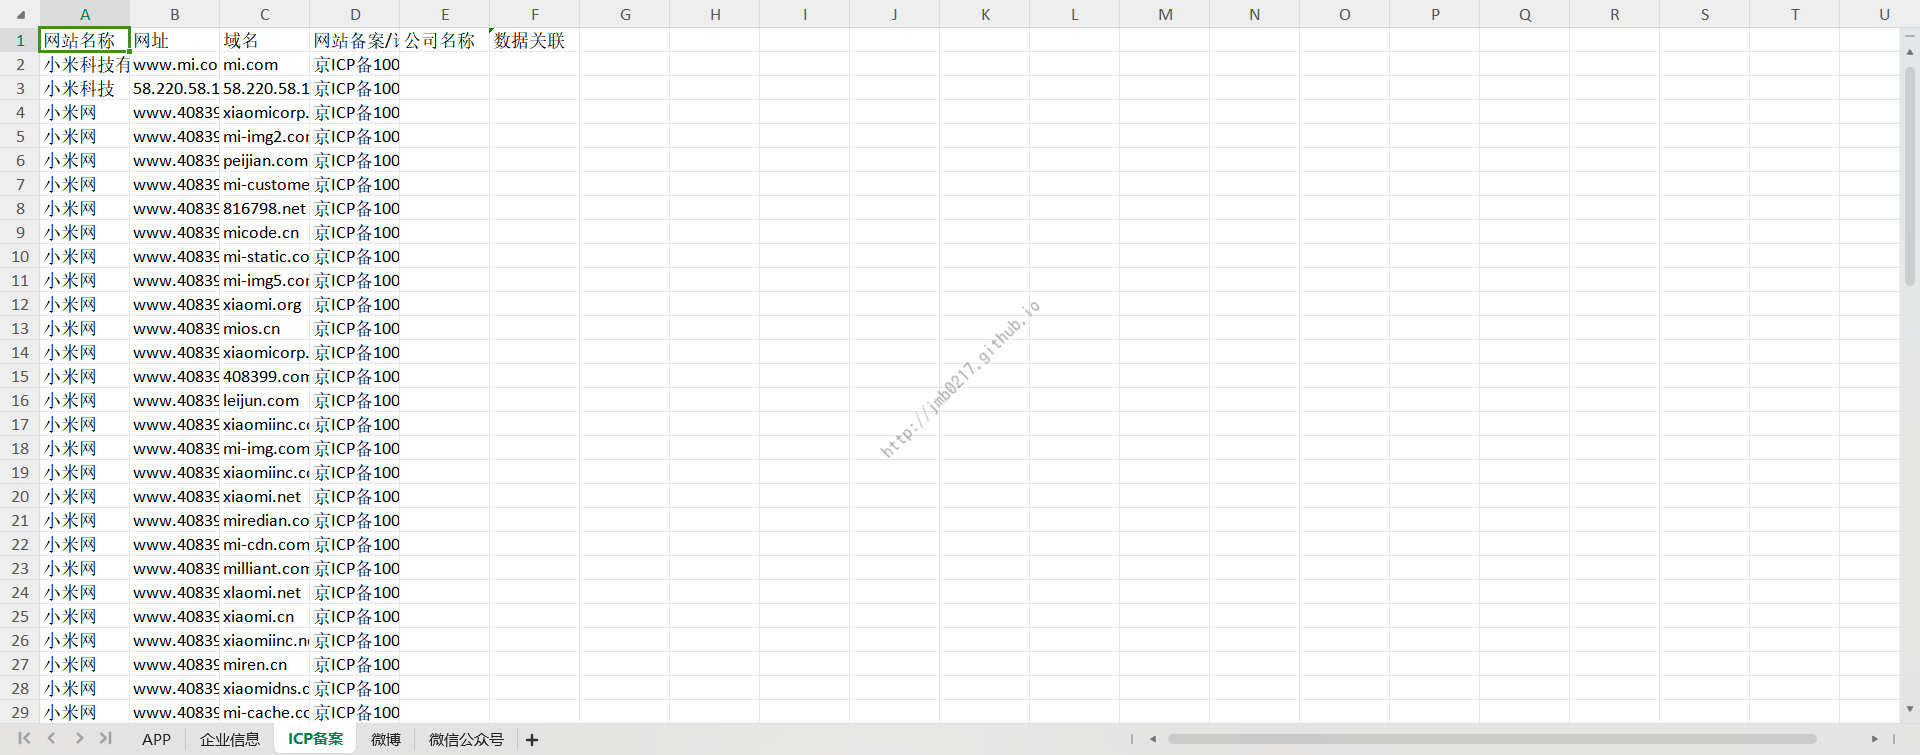 A B C D E F G H I J K L M N O P Q R S T U
1 网站名称 网址 域名 网站备案/ 公司名称 数据关联
2 小米科技有 www.mi.co mi.com 京ICP备100
3 小米科技 58.220.58.1 58.220.58.1 京ICP备100
4 小米网 www.40839 xiaomicorp. 京ICP备100
5 小米网 www.40839 mi-img2.cor 京ICP备100
6 小米网 www.40839 peijian.com 京ICP备100
7 小米网 www.40839 mi-custome 京ICP备100
8 小米网 www.40839 816798.net 京ICP备100
9 小米网 www.40839 micode.cn 京ICP备100
10 小米网 www.40839 mi-static.co 京ICP备100
11 小米网 www.40839 mi-img5.cor 京ICP备100
12 小米网 www.40839 xiaomi.org 京ICP备100
13 小米网 www.40839 mios.cn 京ICP备100
14 小米网 www.40839 xiaomicorp. 京ICP备100
15 小米网 www.40839 408399.com 京ICP备100
16 小米网 www.40839 leijun.com 京ICP备100
17 小米网 www.40839 xiaomiinc.cc 京ICP备100
18 小米网 www.40839 mi-img.com 京ICP备100
19 小米网 www.40839 xiaomiinc.cc 京ICP备100
20 小米网 www.40839 xiaomi.net 京ICP备100
21 小米网 www.40839 miredian.co 京ICP备100
22 小米网 www.40839 mi-cdn.com 京ICP备100
23 小米网 www.40839 milliant.com 京ICP备100
24 小米网 www.40839 xlaomi.net 京ICP备100
25 小米网 www.40839 xiaomi.cn 京ICP备100
26 小米网 www.40839 xiaomiinc.ne 京ICP备100
27 小米网 www.40839 miren.cn 京ICP备100
28 小米网 www.40839 xiaomidns.c 京ICP备100
29 小米网 www.40839 mi-cache.cc 京ICP备100
http://jmb0217.github.io
APP 企业信息 ICP备案 微博 微信公众号 +